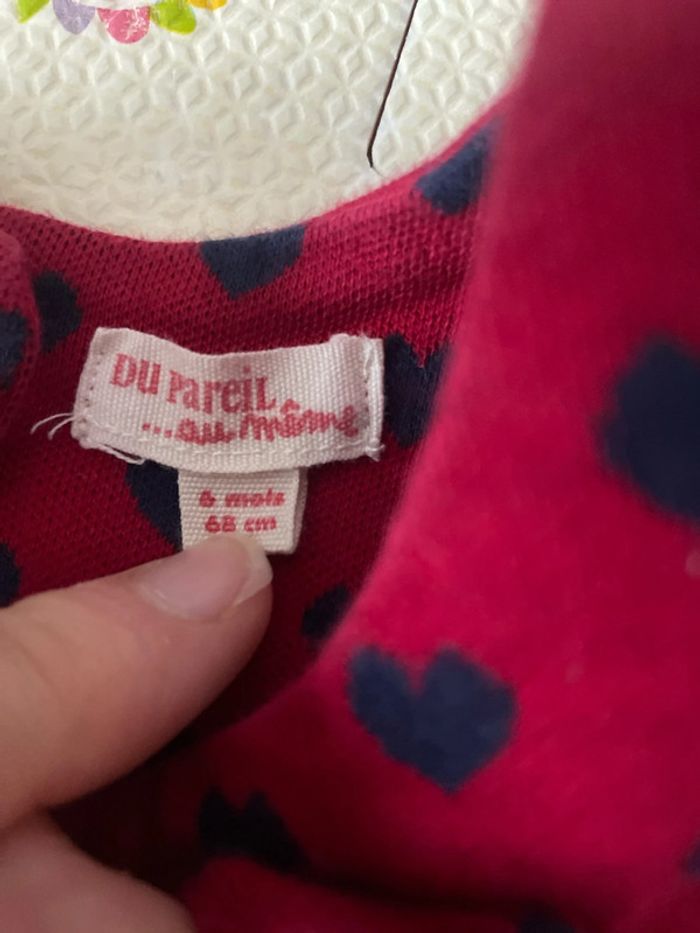 DU PAREIL
...au même
6 mois
68 cm